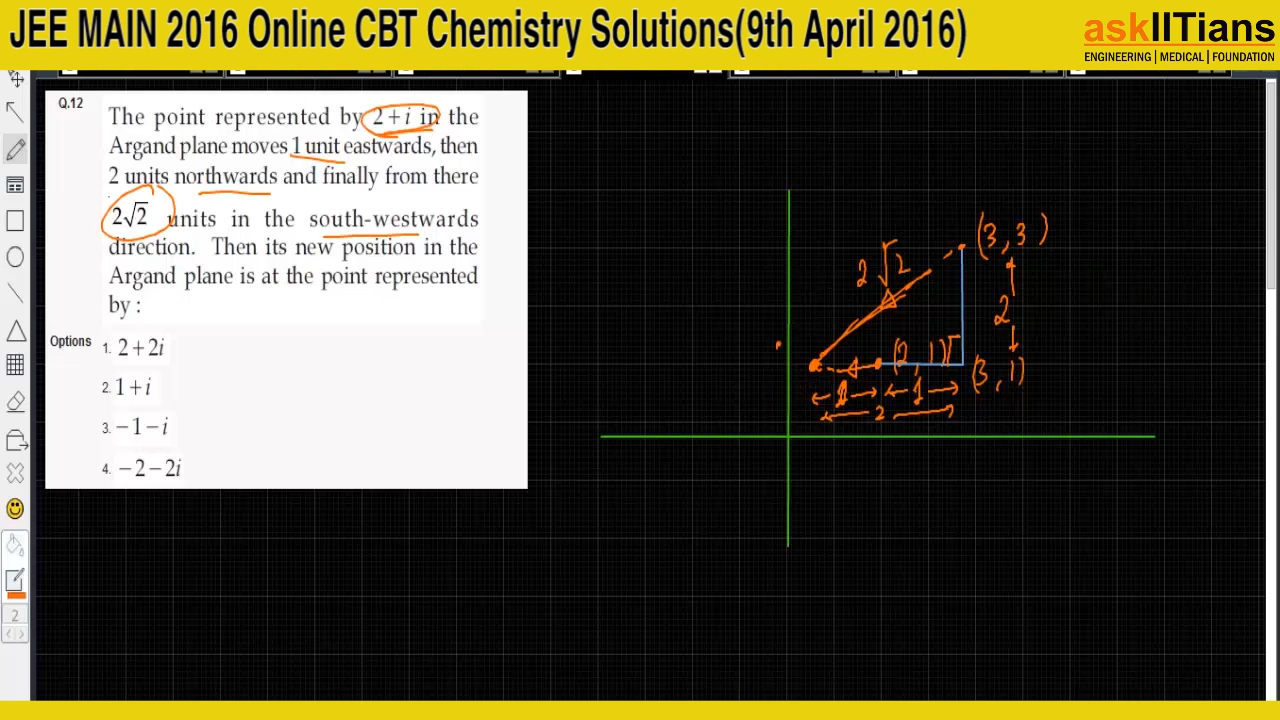 JEE MAIN 2016 Online CBT Chemistry Solutions(9th April 2016)
askIITians
ENGINEERING | MEDICAL | FOUNDATION
Q.12
The point represented by 2+i in the
Argand plane moves 1 unit eastwards, then
2 units northwards and finally from there
2√2 units in the south-westwards
direction. Then its new position in the
Argand plane is at the point represented
by :
Options
1. 2+2i
2. 1+i
3. −1−i
4. −2−2i
(3, 3)
2√2
2
(2, 1)
(3, 1)
1
2
2